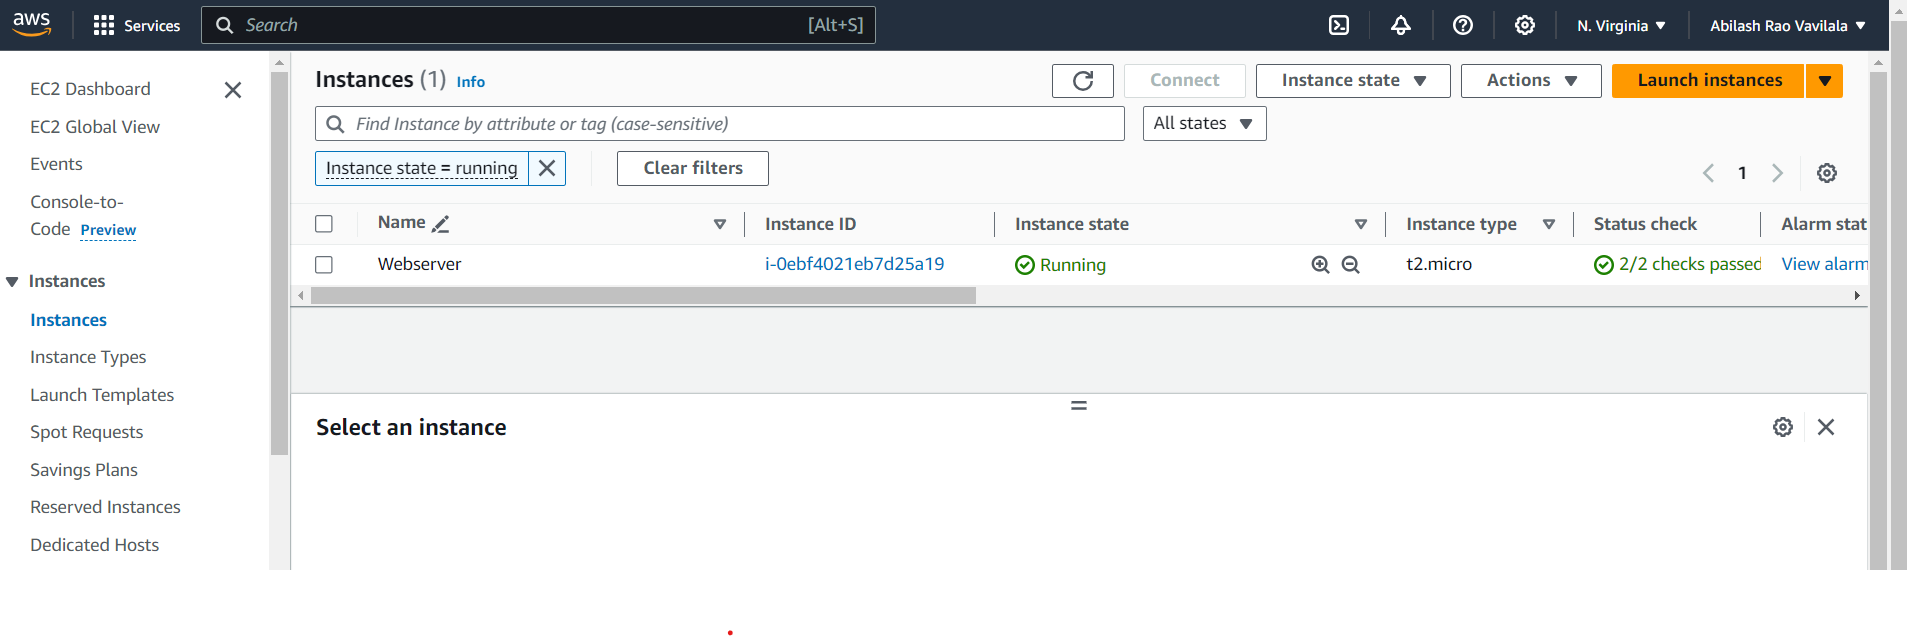 aws Services Search [Alt+S] N. Virginia Abilash Rao Vavilala
EC2 Dashboard
EC2 Global View
Events
Console-to-
Code Preview
Instances
Instances
Instance Types
Launch Templates
Spot Requests
Savings Plans
Reserved Instances
Dedicated Hosts
Instances (1) Info Connect Instance state Actions Launch instances
Find Instance by attribute or tag (case-sensitive) All states
Instance state = running Clear filters 1
Name Instance ID Instance state Instance type Status check Alarm stat
Webserver i-0ebf4021eb7d25a19 Running t2.micro 2/2 checks passed View alarm
Select an instance